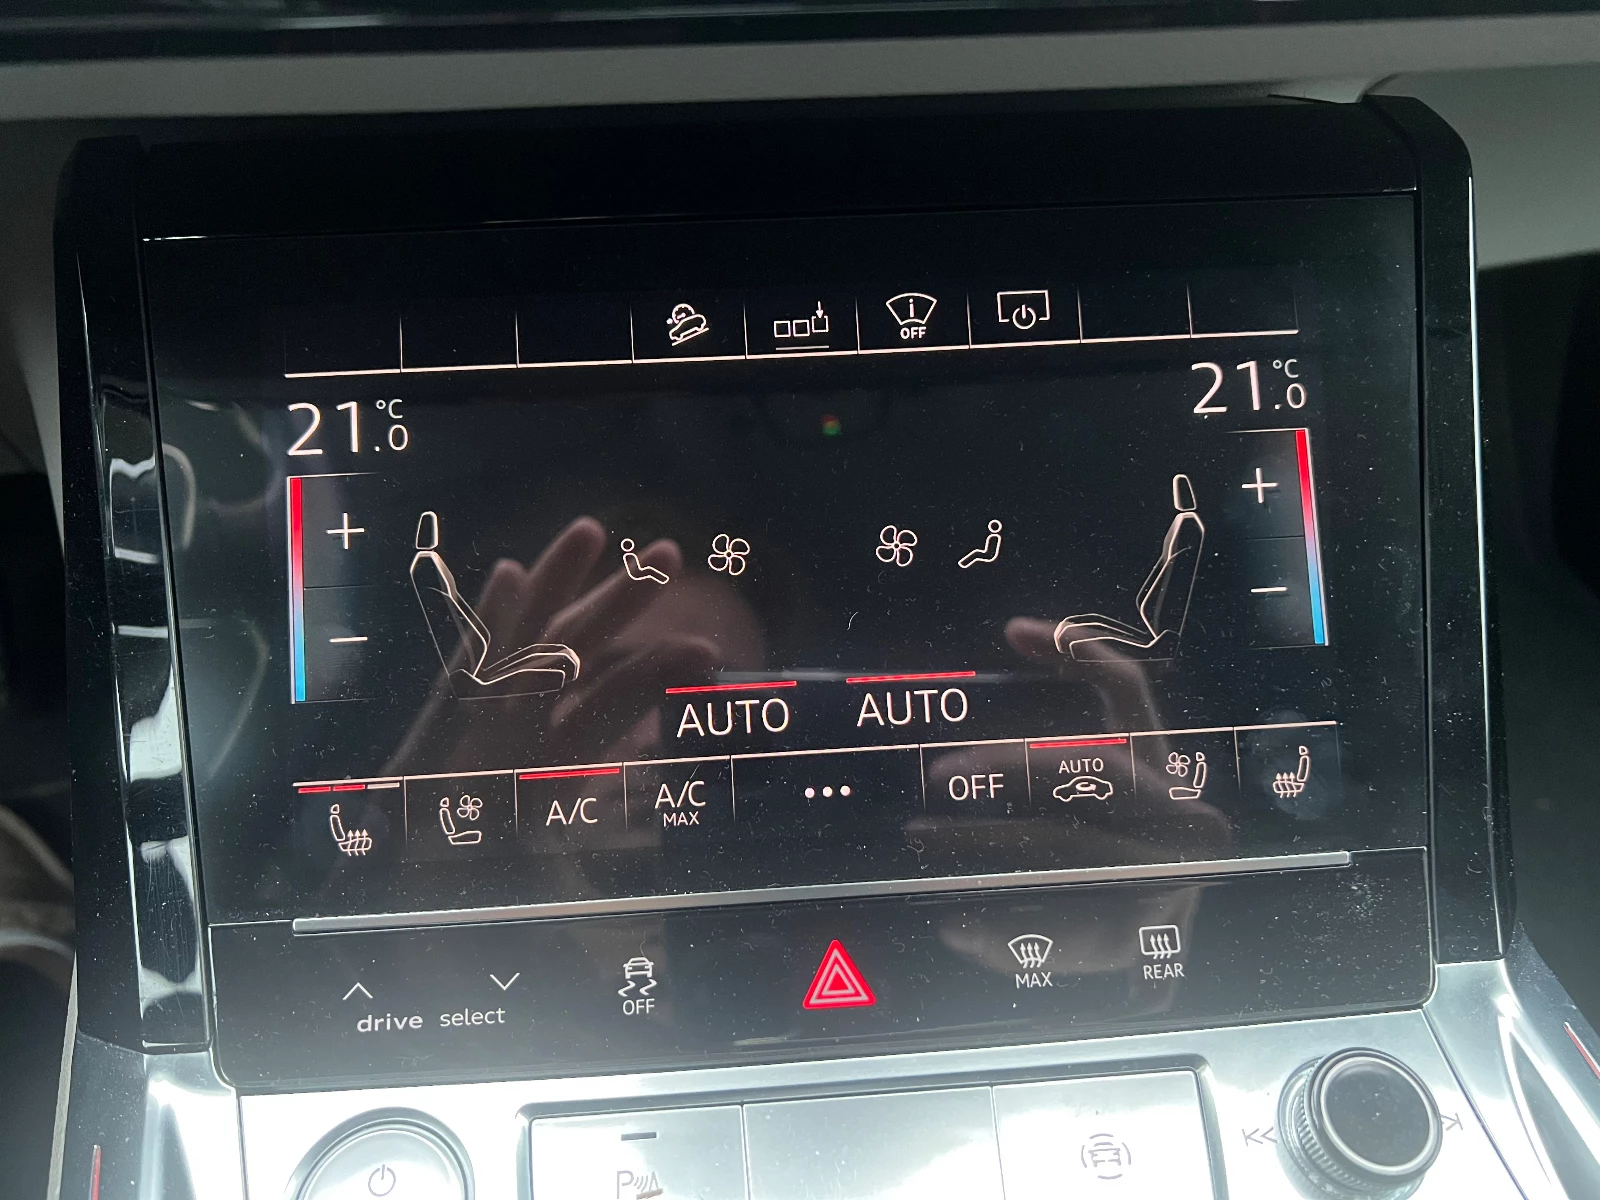 OFF
21.0 °C
21.0 °C
AUTO AUTO
A/C
A/C
MAX
OFF
AUTO
drive select
OFF
MAX
REAR
P